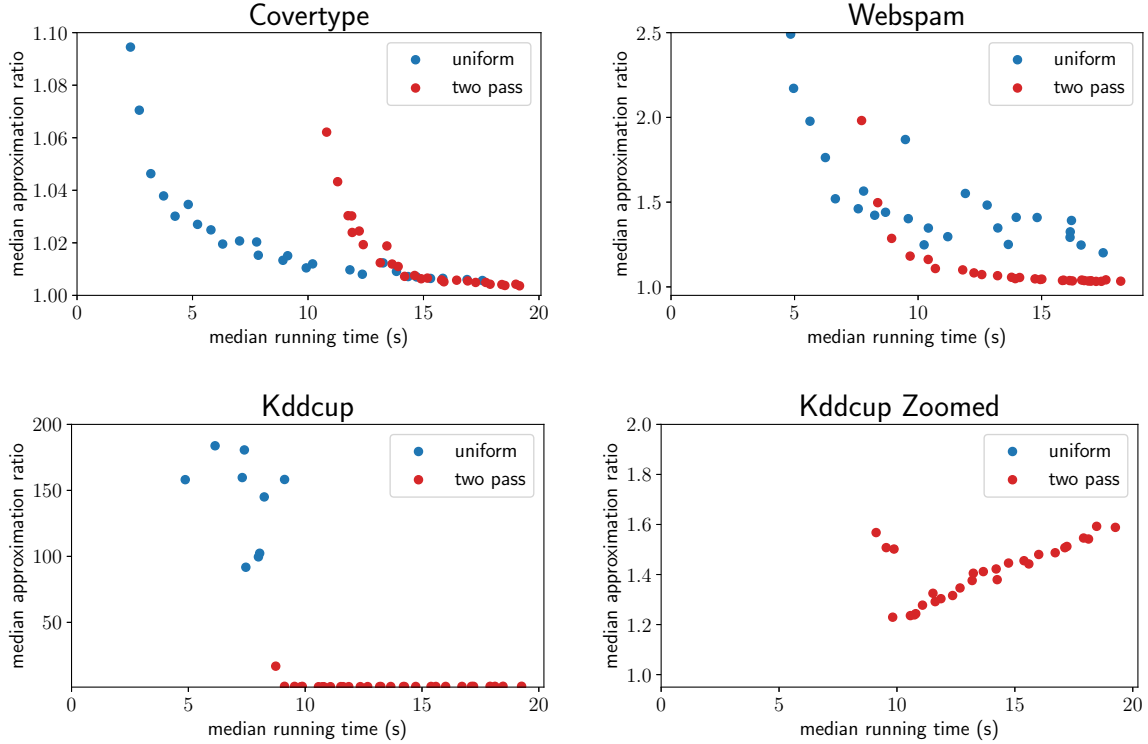 Covertype
median approximation ratio
1.10
1.08
1.06
1.04
1.02
1.00
0
5
10
15
20
median running time (s)
uniform
two pass
Webspam
median approximation ratio
2.5
2.0
1.5
1.0
0
5
10
15
median running time (s)
uniform
two pass
Kddcup
median approximation ratio
200
150
100
50
0
5
10
15
20
median running time (s)
uniform
two pass
Kddcup Zoomed
median approximation ratio
2.0
1.8
1.6
1.4
1.2
1.0
0
5
10
15
20
median running time (s)
uniform
two pass